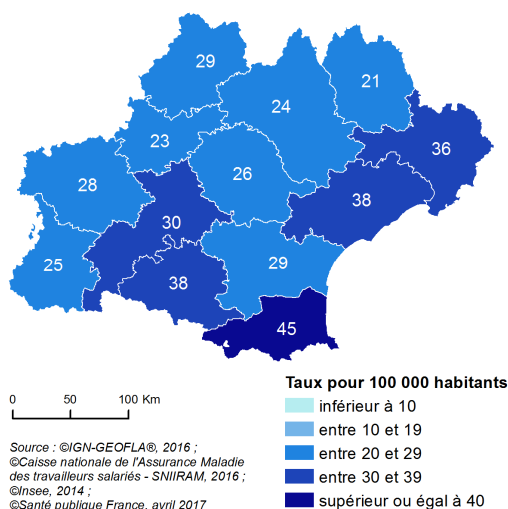 29
21
24
23
36
26
28
38
30
25
29
38
45
0 50 100 Km
Taux pour 100 000 habitants
inférieur à 10
entre 10 et 19
entre 20 et 29
entre 30 et 39
supérieur ou égal à 40
Source : ©IGN-GEOFLA®, 2016 ;
©Caisse nationale de l'Assurance Maladie
des travailleurs salariés - SNIIRAM, 2016 ;
©Insee, 2014 ;
©Santé publique France, avril 2017